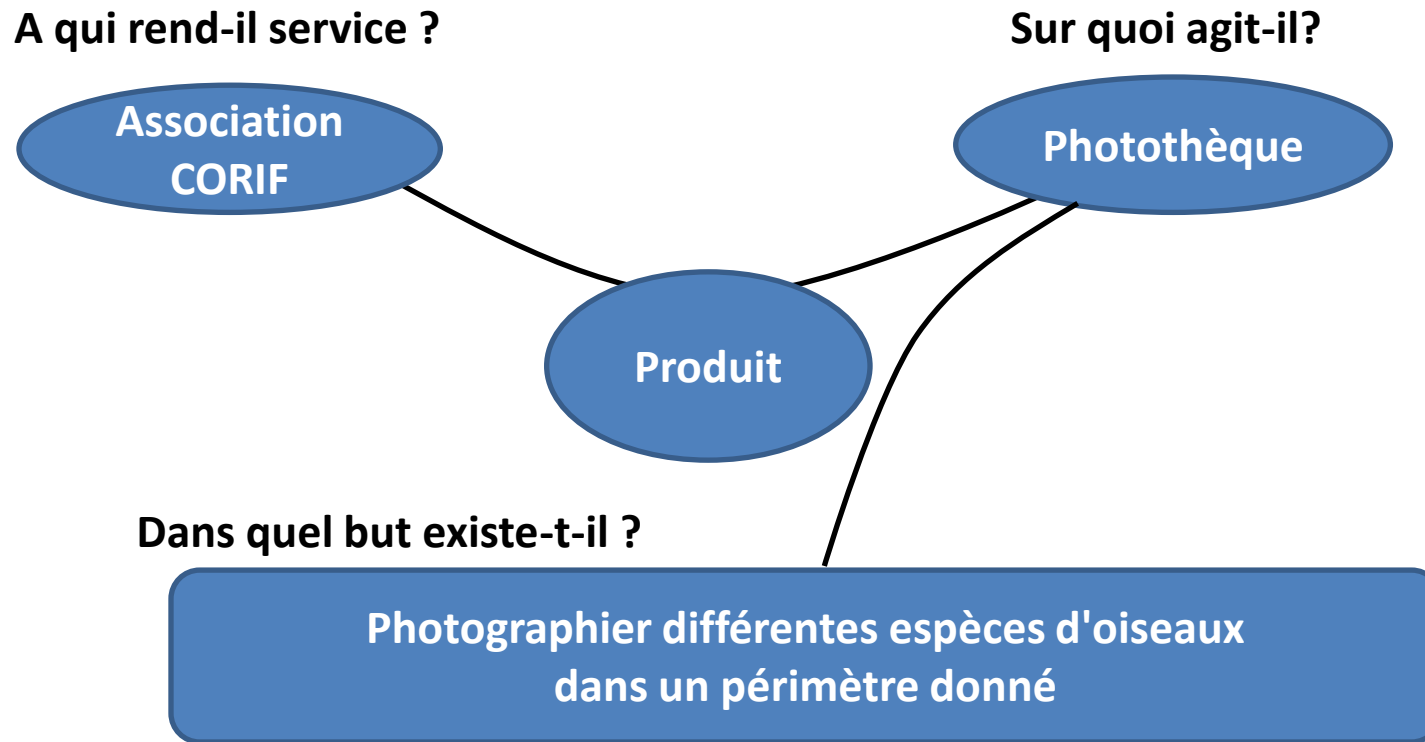 A qui rend-il service ?
Sur quoi agit-il?
Association
CORIF
Photothèque
Produit
Dans quel but existe-t-il ?
Photographier différentes espèces d'oiseaux
dans un périmètre donné